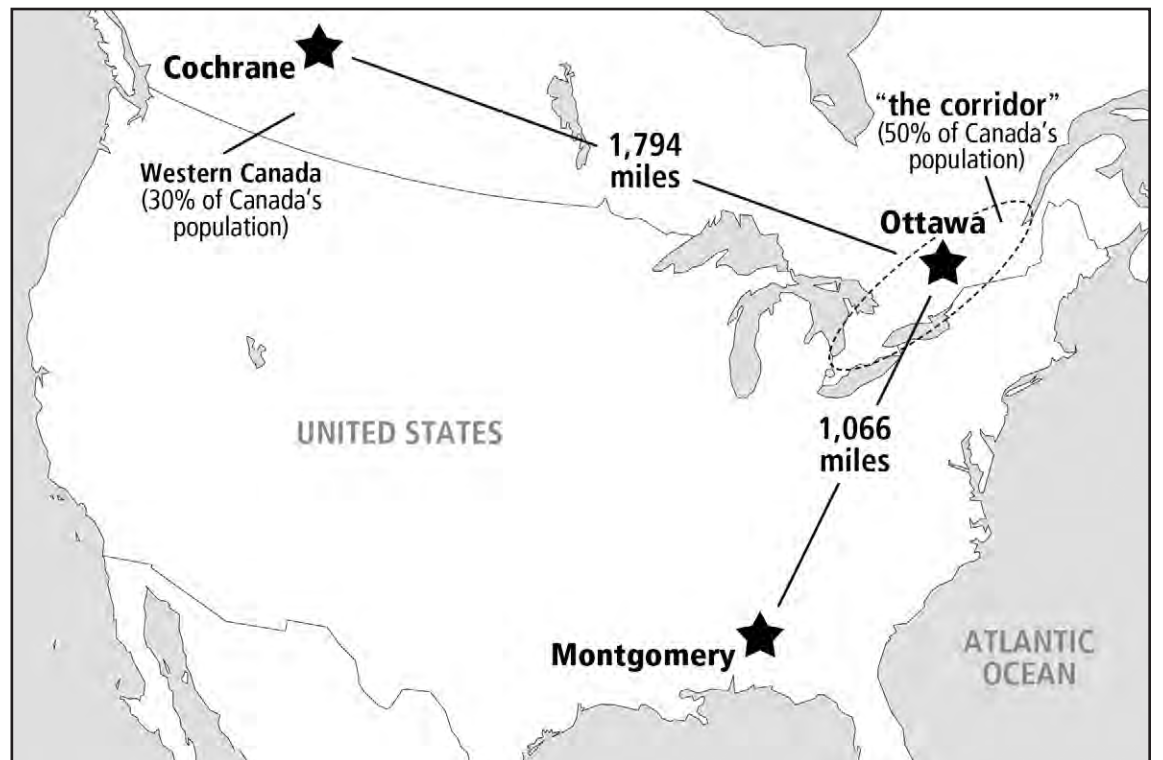 Cochrane
"the corridor"
(50% of Canada's
population)
1,794
miles
Western Canada
(30% of Canada's
population)
Ottawa
1,066
miles
UNITED STATES
Montgomery
ATLANTIC
OCEAN